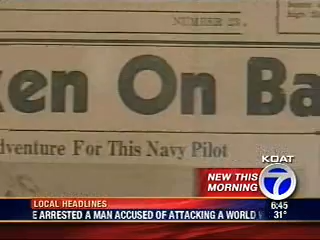 NUMBER 28.
ken On Ba
dventure For This Navy Pilot
KOAT
NEW THIS
MORNING
7
LOCAL HEADLINES
6:45
E ARRESTED A MAN ACCUSED OF ATTACKING A WORLD
31°